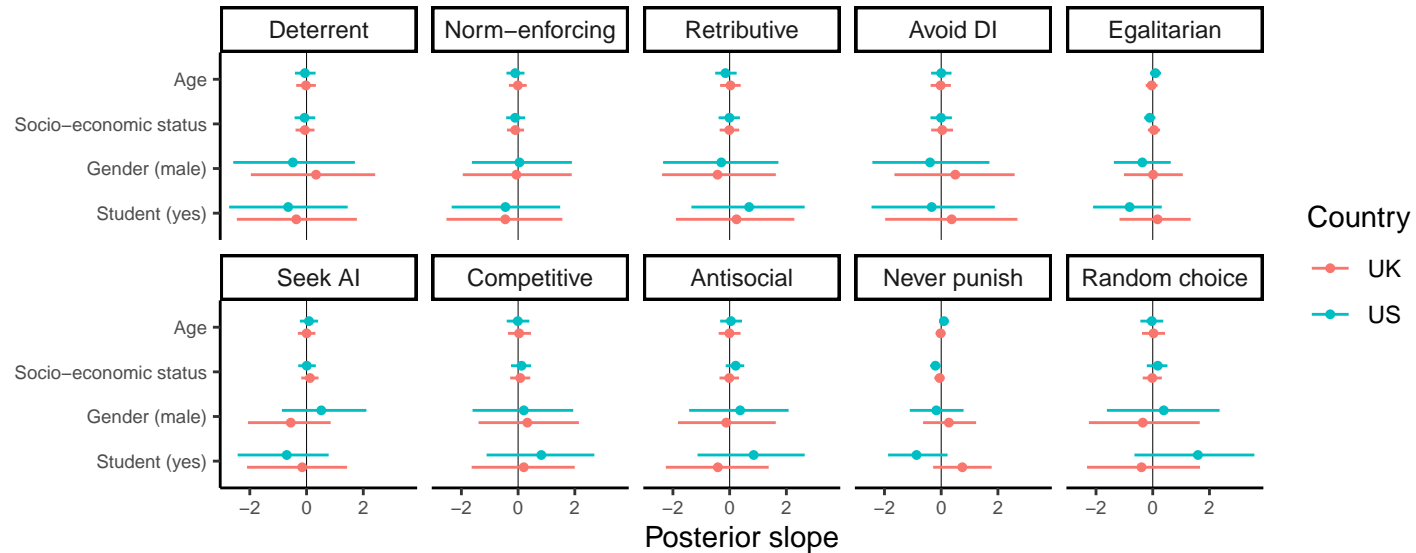 Deterrent Norm−enforcing Retributive Avoid DI Egalitarian
Age
Socio−economic status
Gender (male)
Student (yes)
Seek AI Competitive Antisocial Never punish Random choice
Age
Socio−economic status
Gender (male)
Student (yes)
−2 0 2 −2 0 2 −2 0 2 −2 0 2 −2 0 2
Posterior slope
Country
UK
US